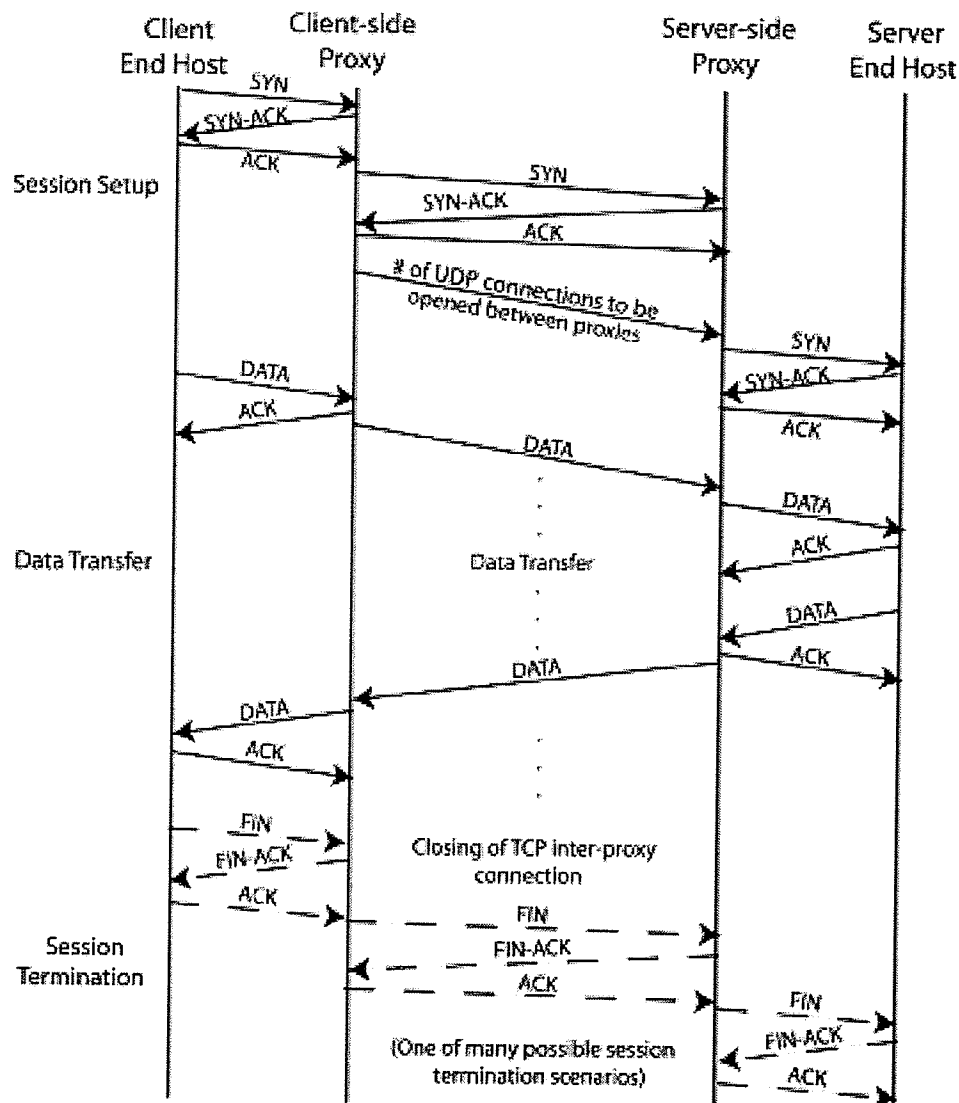 Client
End Host
Client-side
Proxy
Server-side
Proxy
Server
End Host
SYN
SYN-ACK
ACK
Session Setup
SYN
SYN-ACK
ACK
# of UDP connections to be
opened between proxies
SYN
SYN-ACK
ACK
DATA
ACK
DATA
DATA
ACK
Data Transfer
Data Transfer
DATA
ACK
DATA
DATA
ACK
FIN
FIN-ACK
ACK
Closing of TCP inter-proxy
connection
FIN
FIN-ACK
ACK
Session
Termination
FIN
FIN-ACK
ACK
(One of many possible session
termination scenarios)